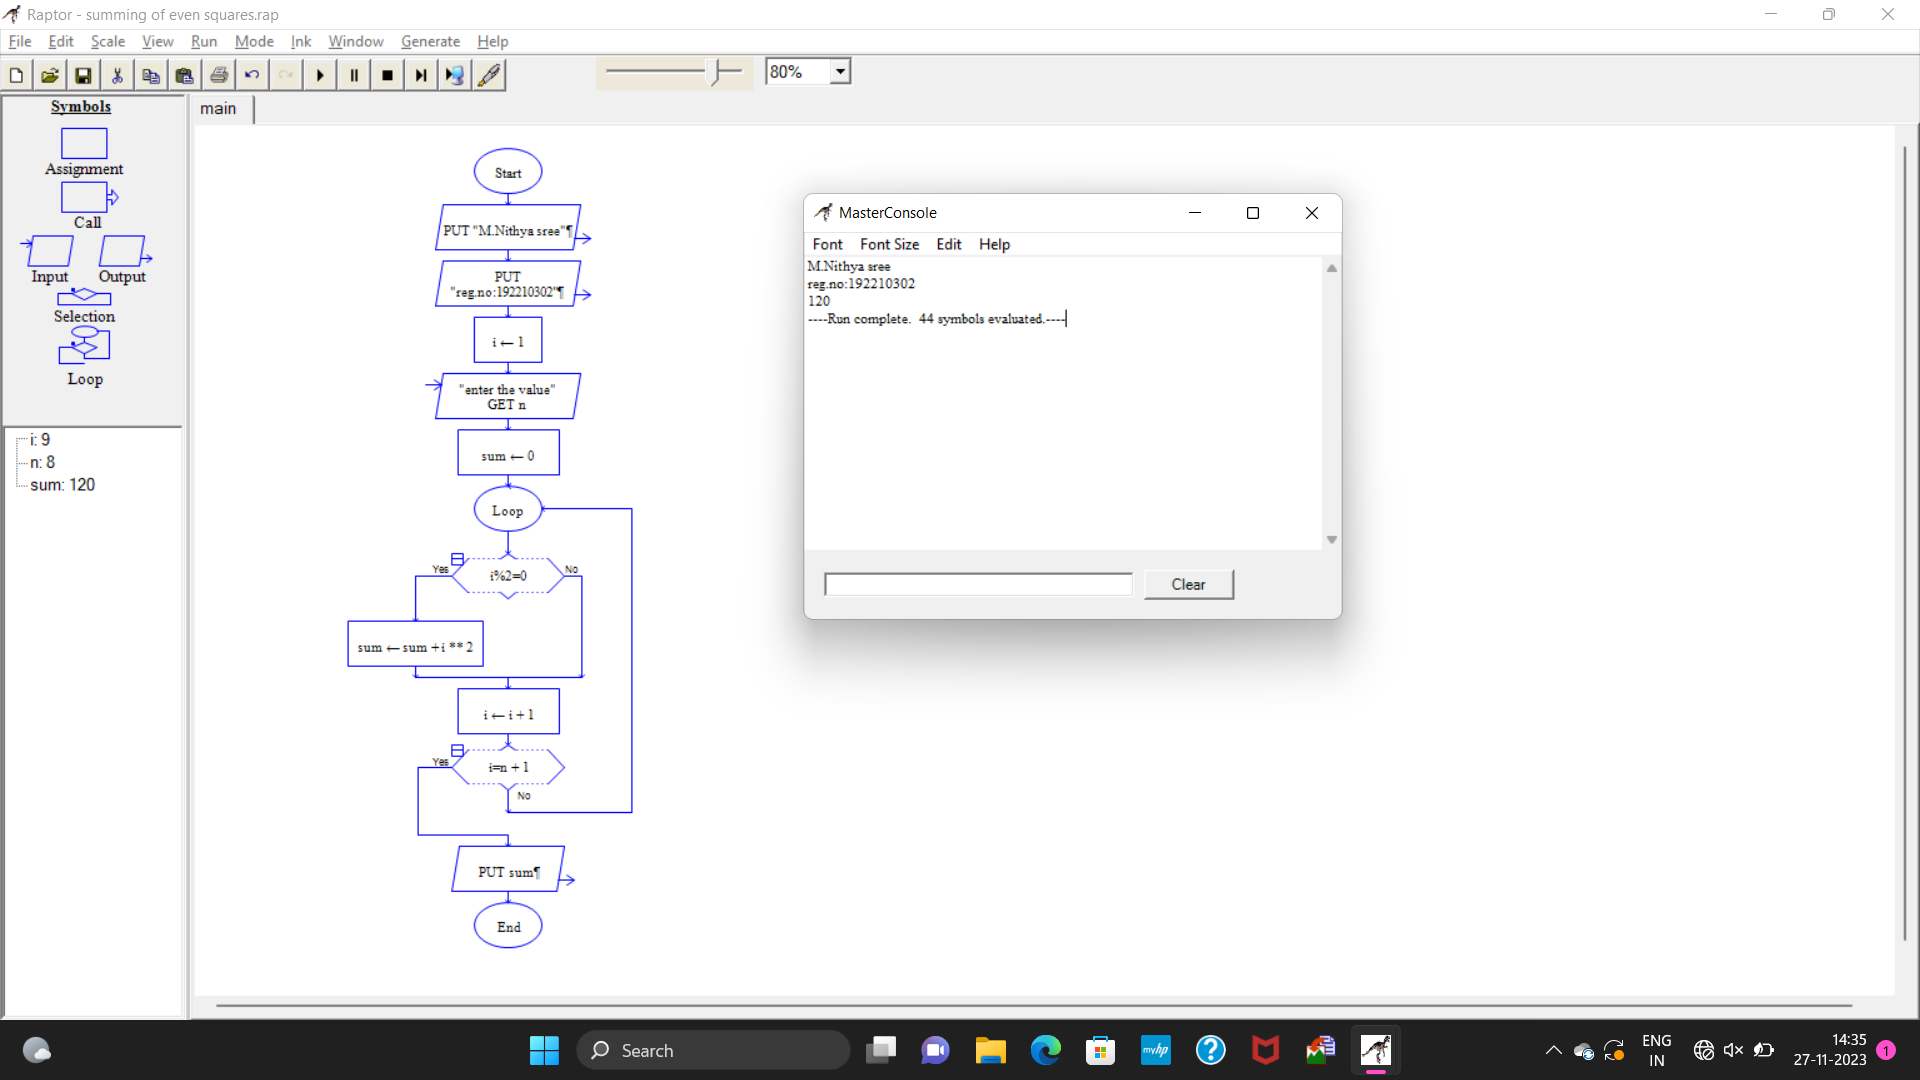 Raptor - summing of even squares.rap
File Edit Scale View Run Mode Ink Window Generate Help
80%
Symbols
Assignment
Call
Input Output
Selection
Loop
i: 9
n: 8
sum: 120
main
Start
PUT "M.Nithya sree"¶
PUT
"reg.no:192210302"¶
i ← 1
"enter the value"
GET n
sum ← 0
Loop
Yes i%2=0 No
sum ← sum +i ** 2
i ← i + 1
Yes i=n + 1
No
PUT sum¶
End
MasterConsole
Font Font Size Edit Help
M.Nithya sree
reg.no:192210302
120
----Run complete.  44 symbols evaluated.----
Clear
Search
myhp
ENG
IN
14:35
27-11-2023
1